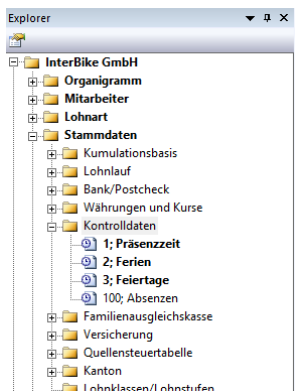 Explorer
InterBike GmbH
Organigramm
Mitarbeiter
Lohnart
Stammdaten
Kumulationsbasis
Lohnlauf
Bank/Postcheck
Währungen und Kurse
Kontrolldaten
1; Präsenzzeit
2; Ferien
3; Feiertage
100; Absenzen
Familienausgleichskasse
Versicherung
Quellensteuertabelle
Kanton
Lohnklassen/Lohnstufen